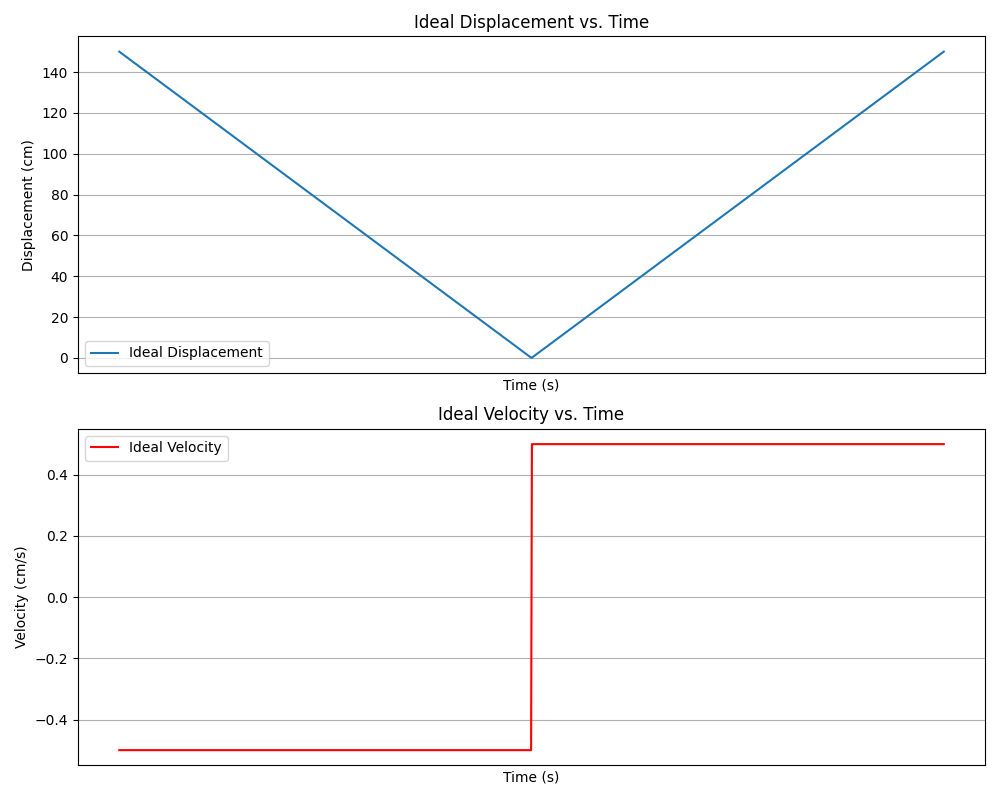 Ideal Displacement vs. Time
140
120
100
80
60
40
20
0
Displacement (cm)
Ideal Displacement
Time (s)
Ideal Velocity vs. Time
Ideal Velocity
0.4
0.2
0.0
−0.2
−0.4
Velocity (cm/s)
Time (s)